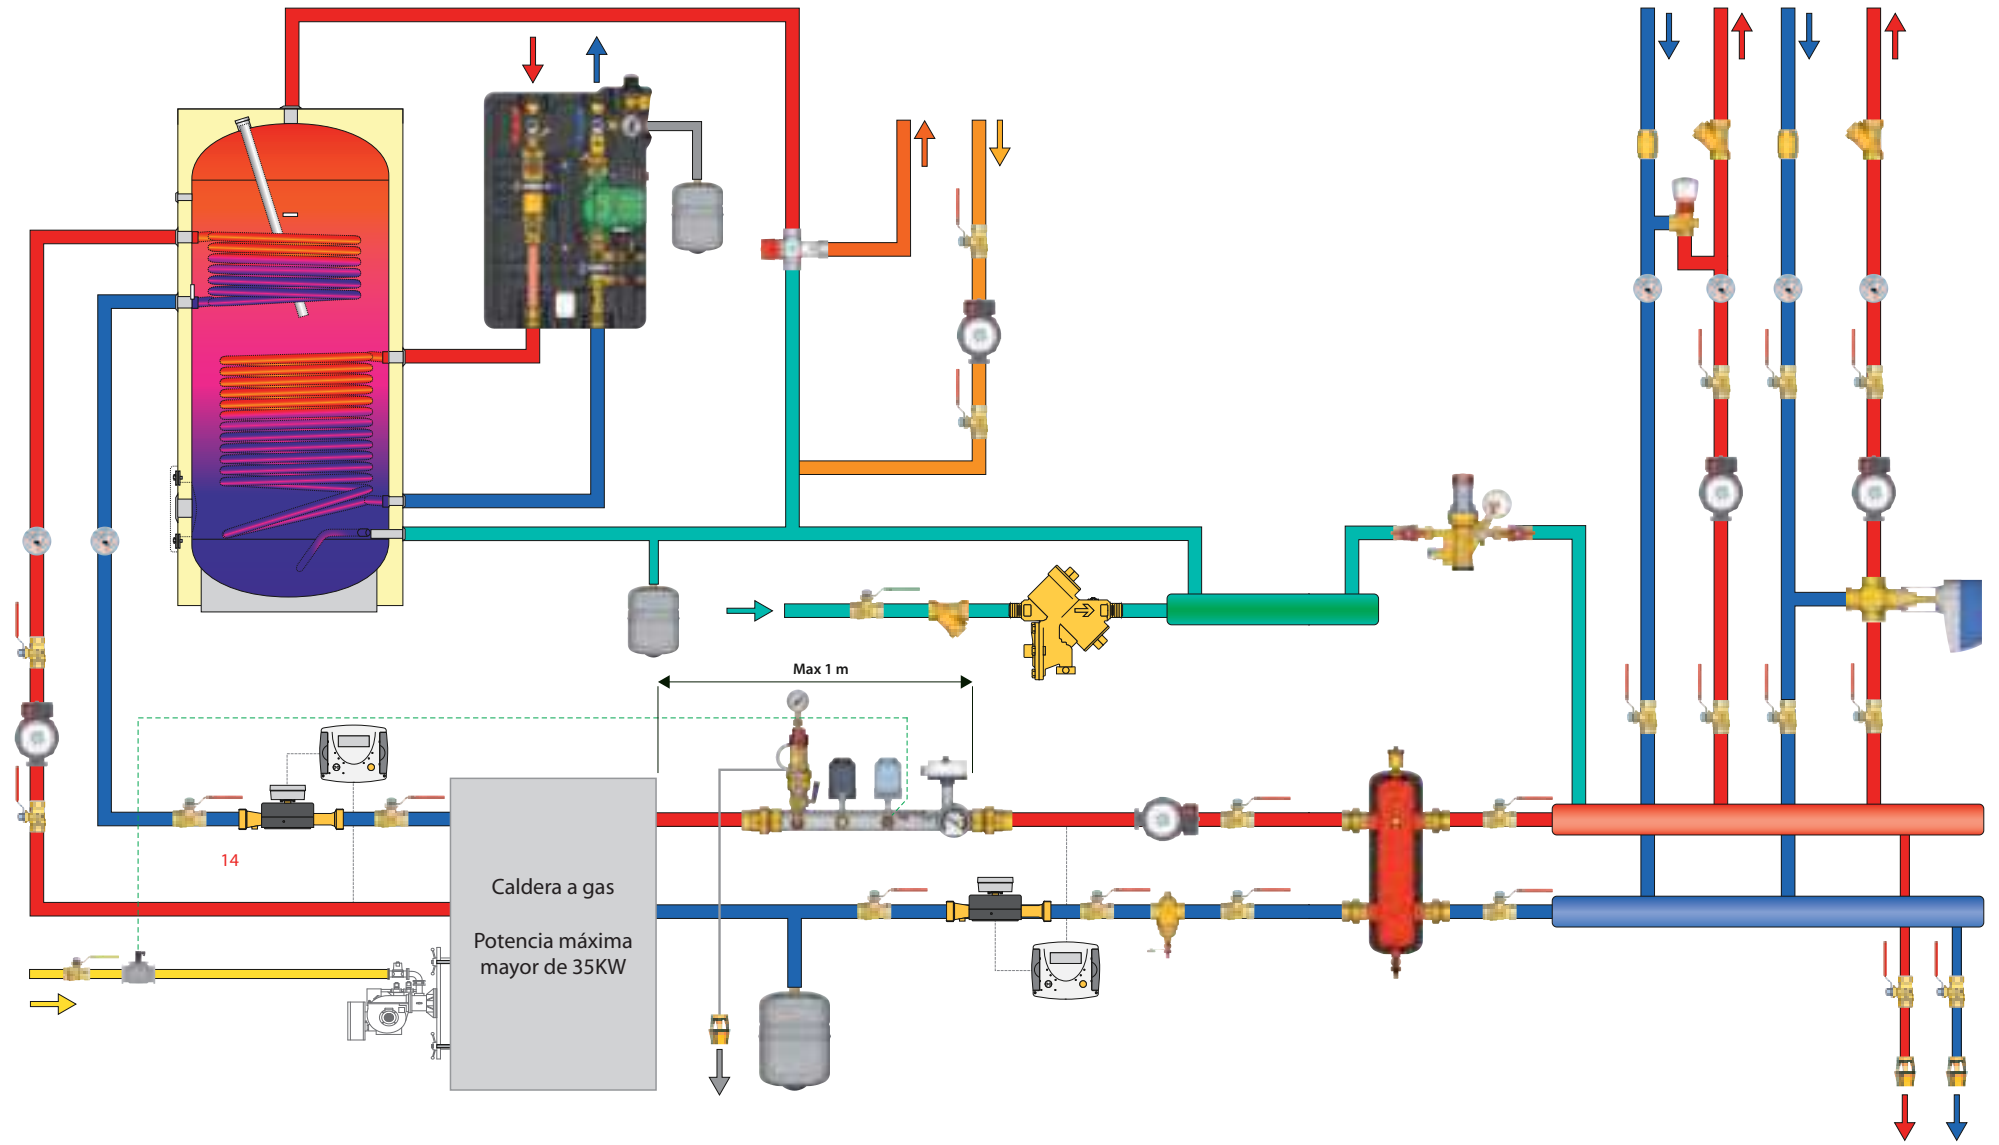 Max 1 m
14
Caldera a gas
Potencia máxima
mayor de 35KW